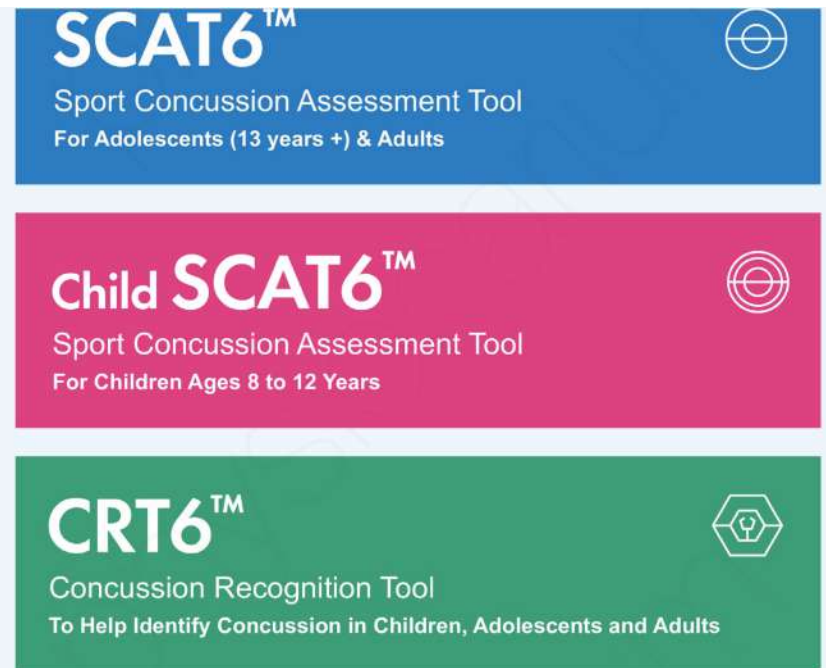 SCAT6™
Sport Concussion Assessment Tool
For Adolescents (13 years +) & Adults
Child SCAT6™
Sport Concussion Assessment Tool
For Children Ages 8 to 12 Years
CRT6™
Concussion Recognition Tool
To Help Identify Concussion in Children, Adolescents and Adults